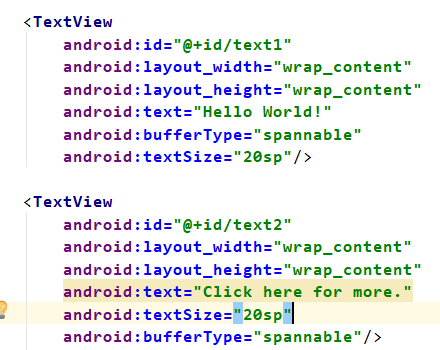 <TextView
android:id="@+id/text1"
android:layout_width="wrap_content"
android:layout_height="wrap_content"
android:text="Hello World!"
android:bufferType="spannable"
android:textSize="20sp"/>
<TextView
android:id="@+id/text2"
android:layout_width="wrap_content"
android:layout_height="wrap_content"
android:text="Click here for more."
android:textSize="20sp"
android:bufferType="spannable"/>